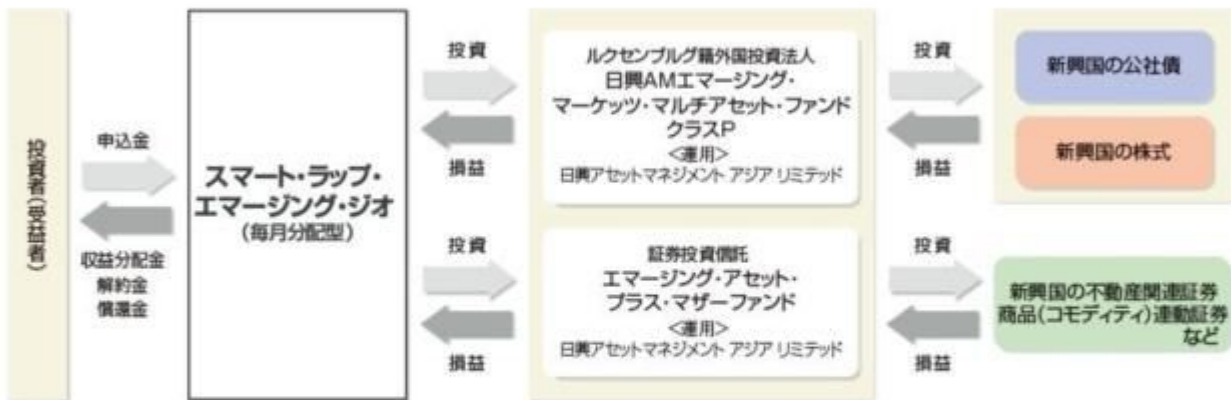 投資者(受益者)
申込金
収益分配金
解約金
償還金
スマート・ラップ・
エマージング・ジオ
(毎月分配型)
投資
損益
投資
損益
ルクセンブルグ籍外国投資法人
日興AMエマージング・
マーケッツ・マルチアセット・ファンド
クラスP
<運用>
日興アセットマネジメント アジア リミテッド
証券投資信託
エマージング・アセット・
プラス・マザーファンド
<運用>
日興アセットマネジメント アジア リミテッド
投資
損益
投資
損益
新興国の公社債
新興国の株式
新興国の不動産関連証券
商品(コモディティ)連動証券
など